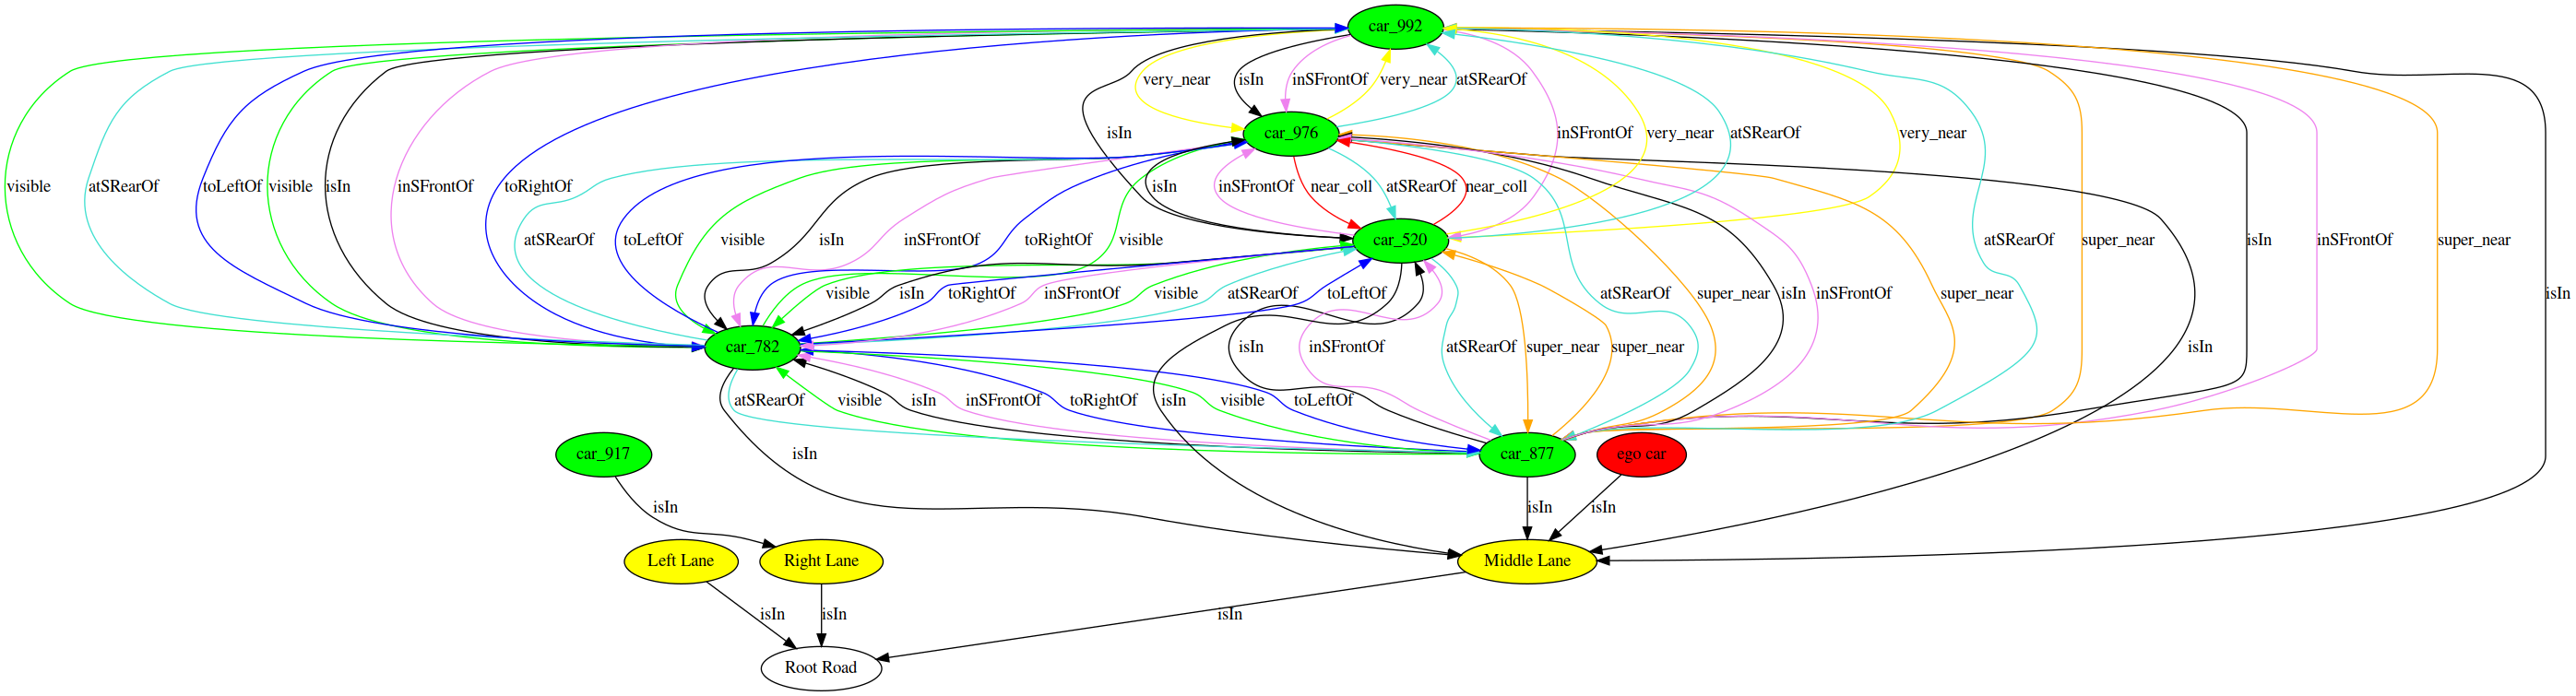 car_992
very_near
isIn
inSFrontOf
very_near
atSRearOf
car_976
isIn
inSFrontOf
very_near
atSRearOf
very_near
visible
atSRearOf
toLeftOf
visible
isIn
inSFrontOf
toRightOf
isIn
inSFrontOf
near_coll
atSRearOf
near_coll
atSRearOf
toLeftOf
visible
isIn
inSFrontOf
toRightOf
visible
car_520
atSRearOf
super_near
isIn
inSFrontOf
super_near
visible
isIn
toRightOf
inSFrontOf
visible
atSRearOf
toLeftOf
atSRearOf
super_near
isIn
inSFrontOf
super_near
isIn
car_782
isIn
inSFrontOf
atSRearOf
super_near
super_near
isIn
atSRearOf
visible
isIn
inSFrontOf
toRightOf
visible
toLeftOf
isIn
car_917
isIn
car_877
ego car
isIn
isIn
isIn
Left Lane
Right Lane
Middle Lane
isIn
isIn
isIn
Root Road